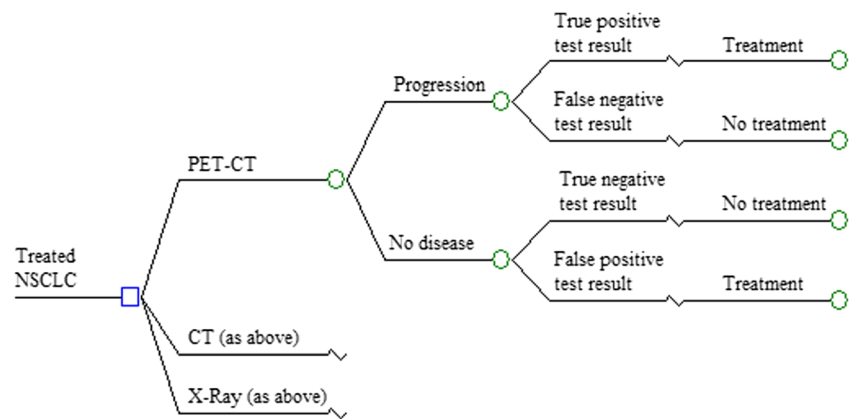 True positive
test result
Treatment
Progression
False negative
test result
No treatment
PET-CT
True negative
test result
No treatment
No disease
Treated
NSCLC
False positive
test result
Treatment
CT (as above)
X-Ray (as above)